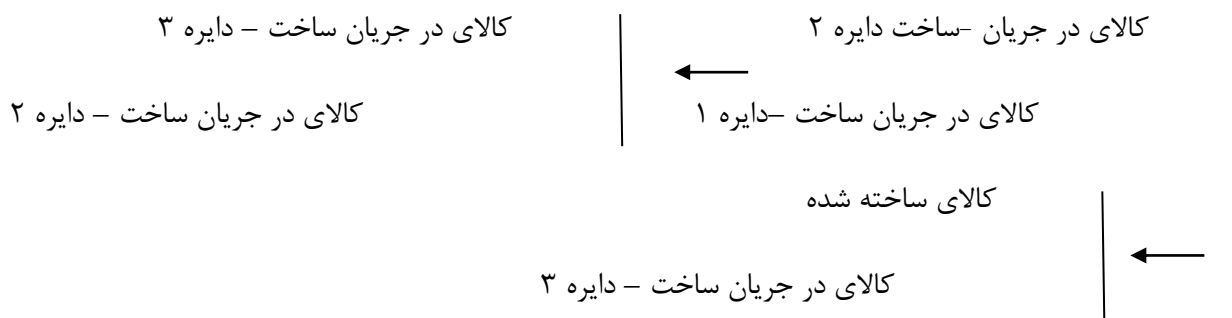 کالای در جریان -ساخت دایره ۲
کالای در جریان ساخت –دایره ۱
کالای در جریان ساخت – دایره ۳
کالای در جریان ساخت – دایره ۲
کالای ساخته شده
کالای در جریان ساخت – دایره ۳